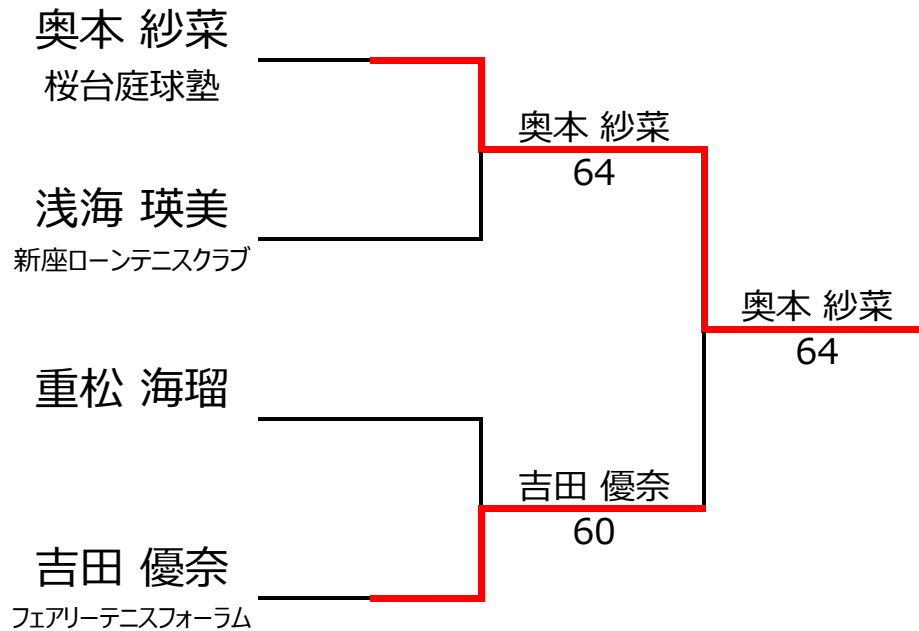 奥本 紗菜
桜台庭球塾
奥本 紗菜
64
浅海 瑛美
新座ローンテニスクラブ
奥本 紗菜
64
重松 海瑠
吉田 優奈
60
吉田 優奈
フェアリーテニスフォーラム